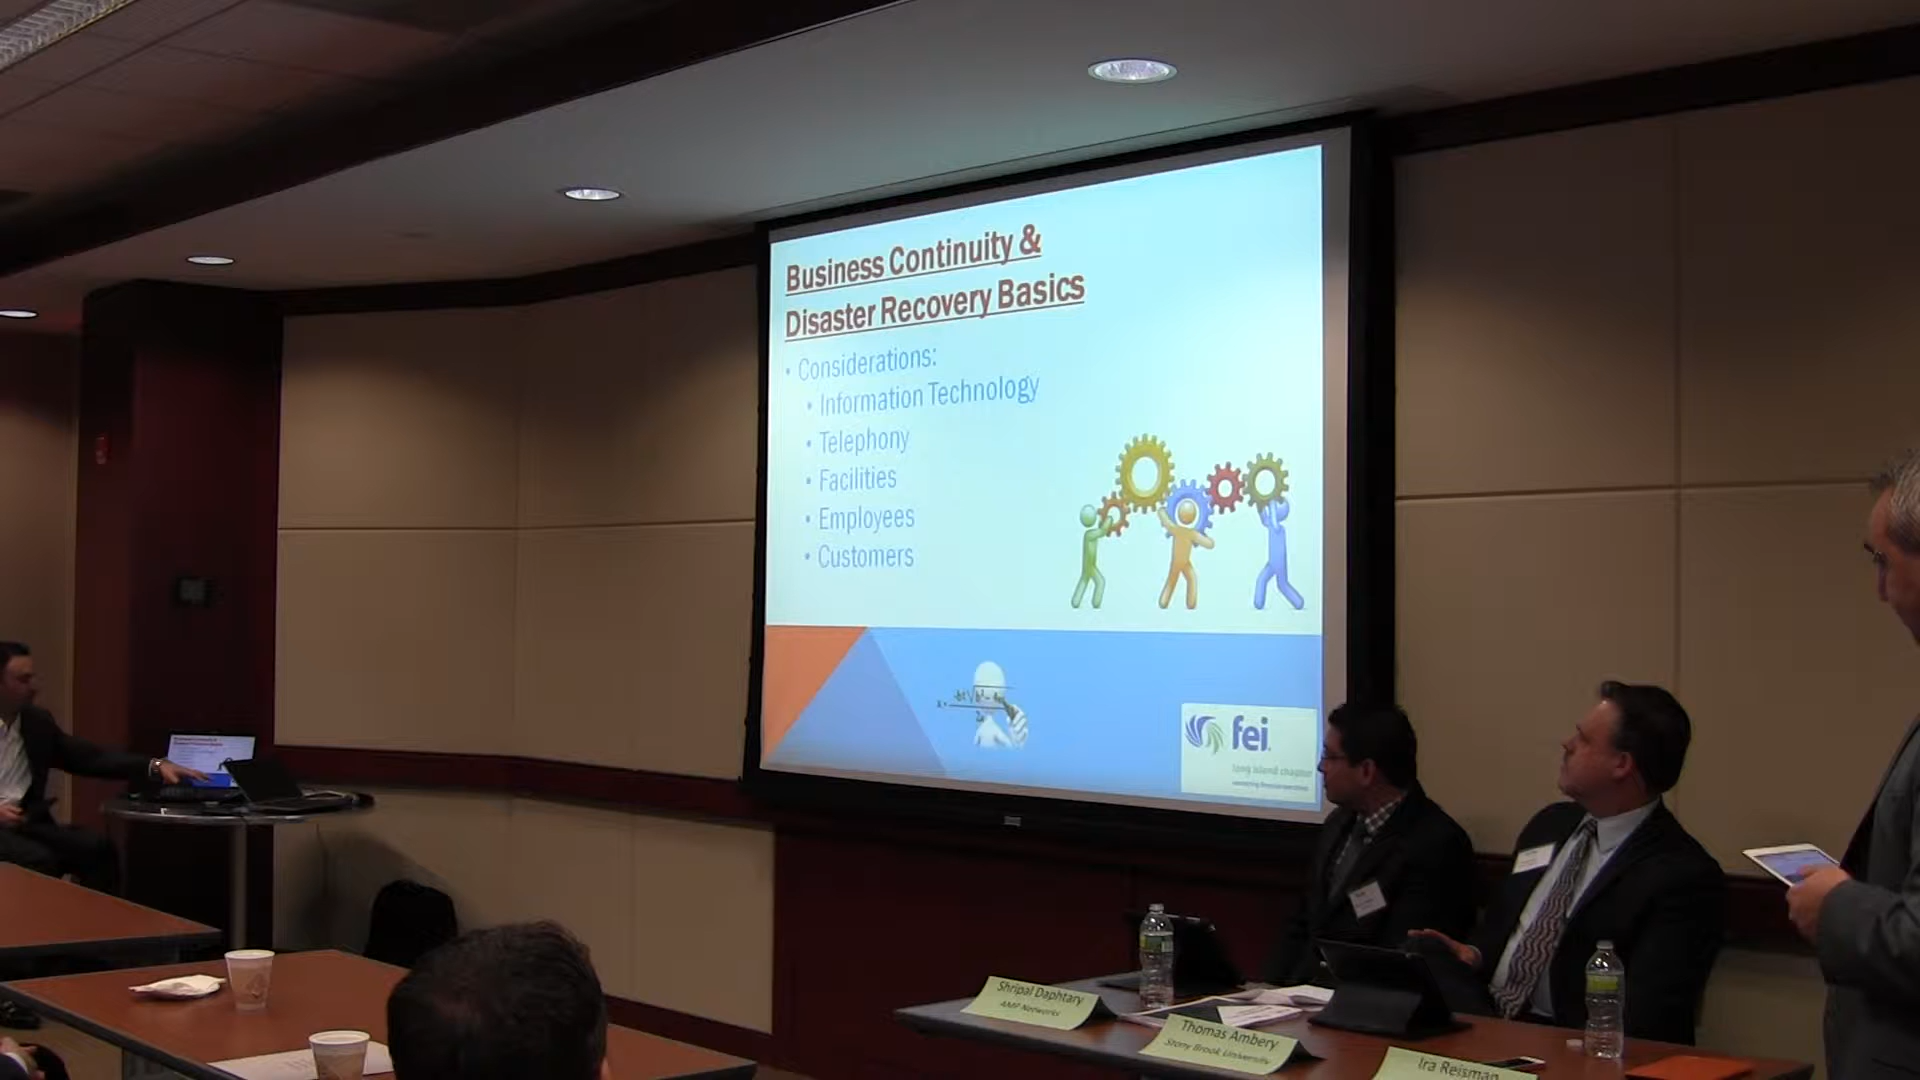 Business Continuity &
Disaster Recovery Basics
• Considerations:
• Information Technology
• Telephony
• Facilities
• Employees
• Customers
fei
long island chapter
Shripal Daphtary
AMP Networks
Thomas Ambery
Stony Brook University
Ira Reisman